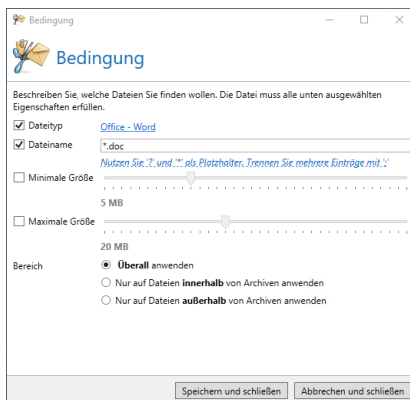 Bedingung
Bedingung
Beschreiben Sie, welche Dateien Sie finden wollen. Die Datei muss alle unten ausgewählten
Eigenschaften erfüllen.
Dateityp Office - Word
Dateiname *.doc
Nutzen Sie '?' und '*' als Platzhalter. Trennen Sie mehrere Einträge mit ';'
Minimale Größe
5 MB
Maximale Größe
20 MB
Bereich Überall anwenden
Nur auf Dateien innerhalb von Archiven anwenden
Nur auf Dateien außerhalb von Archiven anwenden
Speichern und schließen Abbrechen und schließen